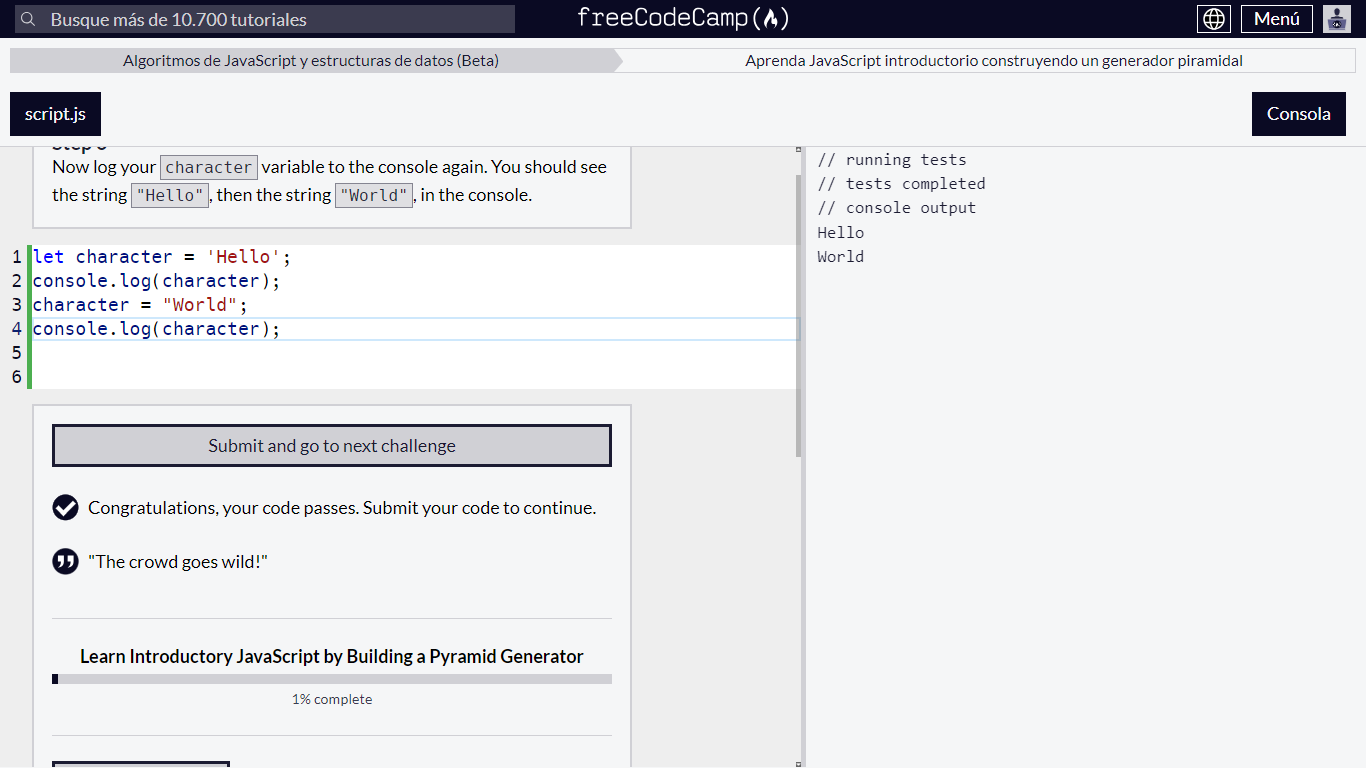 Busque más de 10.700 tutoriales
freeCodeCamp
Menú
Algoritmos de JavaScript y estructuras de datos (Beta)
Aprenda JavaScript introductorio construyendo un generador piramidal
script.js
Consola
Now log your character variable to the console again. You should see
the string "Hello", then the string "World", in the console.
1 let character = 'Hello';
2 console.log(character);
3 character = "World";
4 console.log(character);
5
6
Submit and go to next challenge
Congratulations, your code passes. Submit your code to continue.
"The crowd goes wild!"
Learn Introductory JavaScript by Building a Pyramid Generator
1% complete
// running tests
// tests completed
// console output
Hello
World